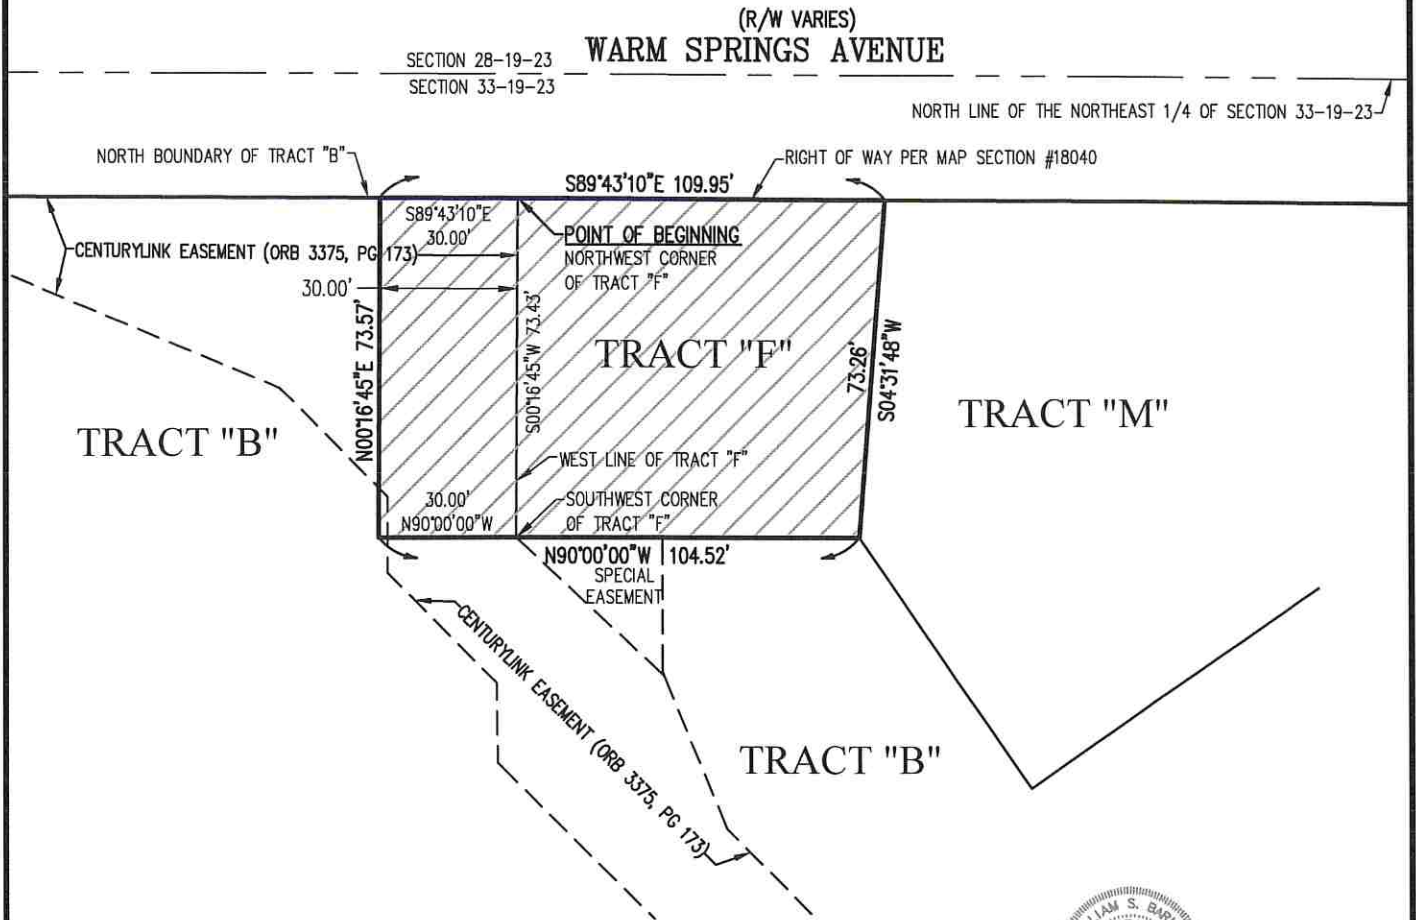 (R/W VARIES)
WARM SPRINGS AVENUE
SECTION 28-19-23
SECTION 33-19-23
NORTH LINE OF THE NORTHEAST 1/4 OF SECTION 33-19-23
NORTH BOUNDARY OF TRACT "B"
RIGHT OF WAY PER MAP SECTION #18040
S89°43'10"E 109.95'
S89°43'10"E
30.00'
POINT OF BEGINNING
NORTHWEST CORNER
OF TRACT "F"
CENTURYLINK EASEMENT (ORB 3375, PG 173)
30.00'
N00°16'45"E 73.57'
S00°16'45"W 73.43'
TRACT "F"
73.26'
S04°31'48"W
TRACT "M"
TRACT "B"
WEST LINE OF TRACT "F"
30.00'
N90°00'00"W
SOUTHWEST CORNER
OF TRACT "F"
N90°00'00"W 104.52'
SPECIAL
EASEMENT
CENTURYLINK EASEMENT (ORB 3375, PG 173)
TRACT "B"
LIAM S. BAR